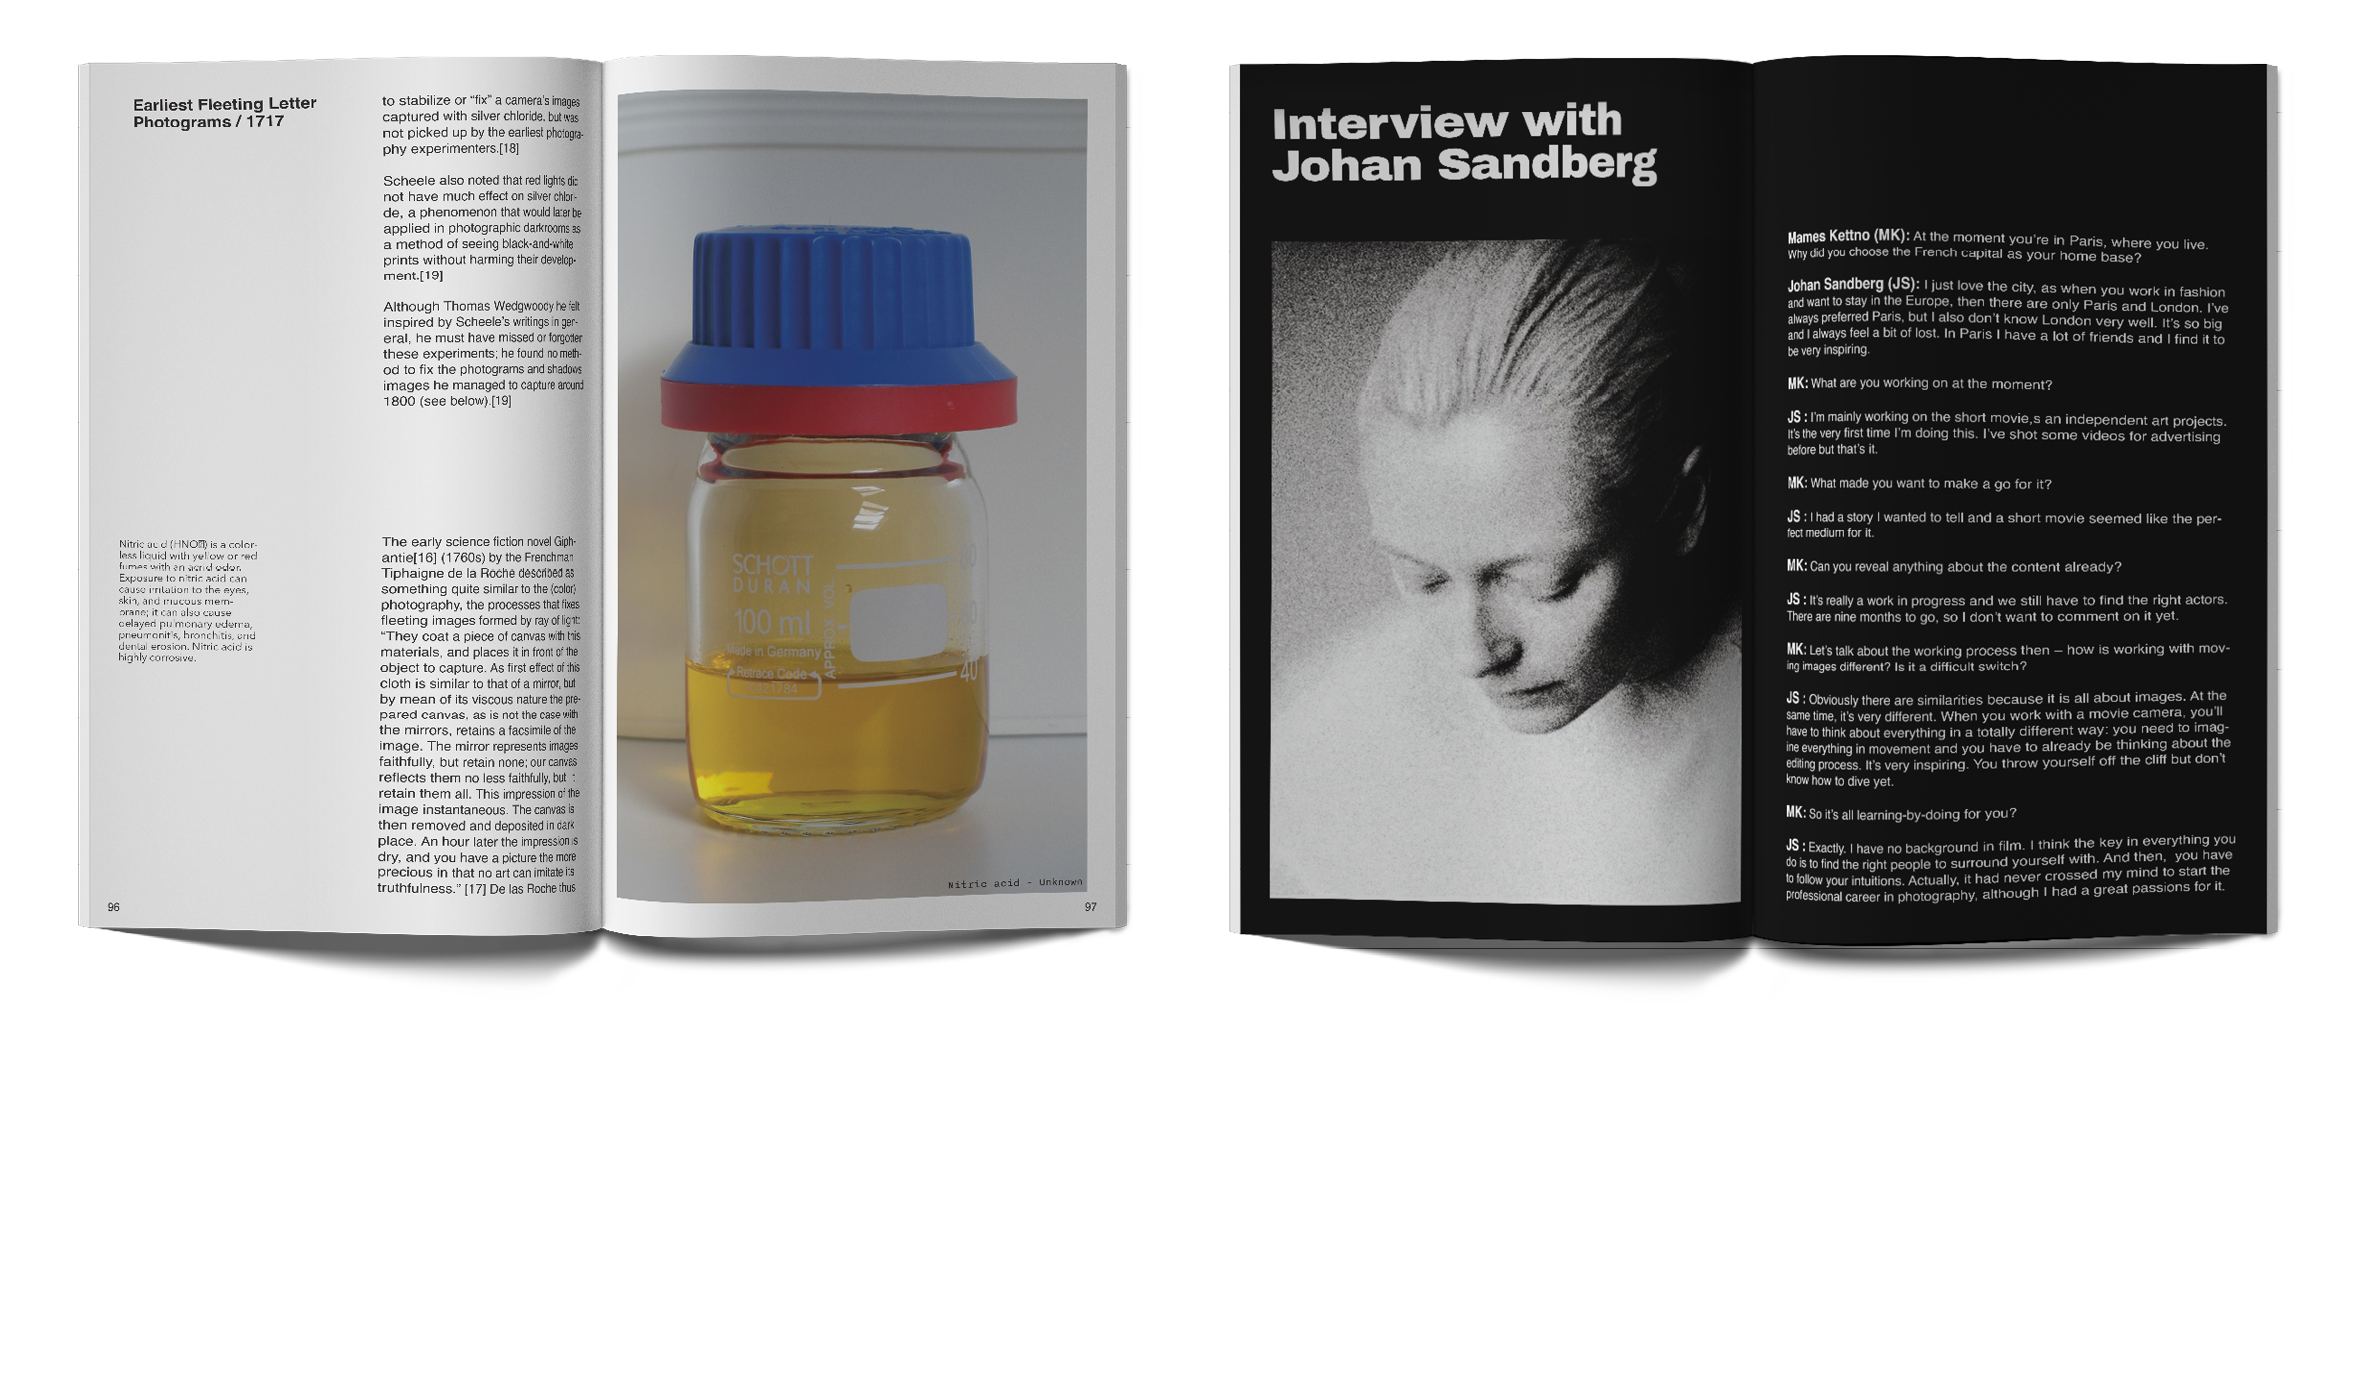 Earliest Fleeting Letter
Photograms / 1717
to stabilize or “fix” a camera’s images
captured with silver chloride, but was
not picked up by the earliest photogra-
phy experimenters.[18]
Scheele also noted that red lights did
not have much effect on silver chlor-
de, a phenomenon that would later be
applied in photographic darkrooms as
a method of seeing black-and-white
prints without harming their develop-
ment.[19]
Although Thomas Wedgwoody he felt
inspired by Scheele’s writings in gen-
eral, he must have missed or forgotten
these experiments; he found no meth-
od to fix the photograms and shadows
images he managed to capture around
1800 (see below).[19]
Nitric acid (HNO) is a color-
less liquid with yellow or red
fumes with an acrid odor.
Exposure to nitric acid can
cause irritation to the eyes,
skin, and mucous mem-
brane; it can also cause
delayed pulmonary edema,
pneumonitis, bronchitis, and
dental erosion. Nitric acid is
highly corrosive.
The early science fiction novel Giph-
antie[16] (1760s) by the Frenchman
Tiphaigne de la Roche described as
something quite similar to the (color)
photography, the processes that fixes
fleeting images formed by ray of light:
“They coat a piece of canvas with this
materials, and places it in front of the
object to capture. As first effect of this
cloth is similar to that of a mirror, but
by mean of its viscous nature the pre-
pared canvas, as is not the case with
the mirrors, retains a facsimile of the
image. The mirror represents images
faithfully, but retain none; our canvas
reflects them no less faithfully, but :
retain them all. This impression of the
image instantaneous. The canvas is
then removed and deposited in dark
place. An hour later the impression is
dry, and you have a picture the more
precious in that no art can imitate its
truthfulness.” [17] De las Roche thus
96
SCHOTT
DURAN
100 ml
Made in Germany
Retrace Code
APPROX VOL.
80
60
40
Nitric acid - Unknown
97
Interview with
Johan Sandberg
Mames Kettno (MK): At the moment you’re in Paris, where you live.
Why did you choose the French capital as your home base?
Johan Sandberg (JS): I just love the city, as when you work in fashion
and want to stay in the Europe, then there are only Paris and London. I’ve
always preferred Paris, but I also don’t know London very well. It’s so big
and I always feel a bit of lost. In Paris I have a lot of friends and I find it to
be very inspiring.
MK: What are you working on at the moment?
JS : I’m mainly working on the short movie,s an independent art projects.
It’s the very first time I’m doing this. I’ve shot some videos for advertising
before but that’s it.
MK: What made you want to make a go for it?
JS : I had a story I wanted to tell and a short movie seemed like the per-
fect medium for it.
MK: Can you reveal anything about the content already?
JS : It’s really a work in progress and we still have to find the right actors.
There are nine months to go, so I don’t want to comment on it yet.
MK: Let’s talk about the working process then – how is working with mov-
ing images different? Is it a difficult switch?
JS : Obviously there are similarities because it is all about images. At the
same time, it’s very different. When you work with a movie camera, you’ll
have to think about everything in a totally different way: you need to imag-
ine everything in movement and you have to already be thinking about the
editing process. It’s very inspiring. You throw yourself off the cliff but don’t
know how to dive yet.
MK: So it’s all learning-by-doing for you?
JS : Exactly. I have no background in film. I think the key in everything you
do is to find the right people to surround yourself with. And then, you have
to follow your intuitions. Actually, it had never crossed my mind to start the
professional career in photography, although I had a great passions for it.